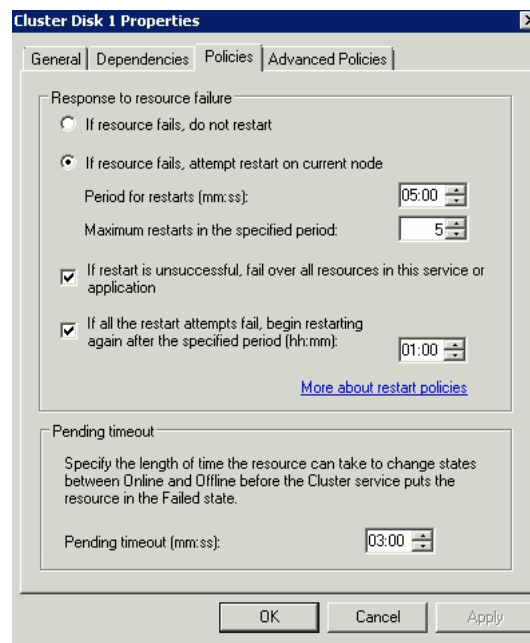 Cluster Disk 1 Properties
General Dependencies Policies Advanced Policies
Response to resource failure
If resource fails, do not restart
If resource fails, attempt restart on current node
Period for restarts (mm:ss): 05:00
Maximum restarts in the specified period: 5
If restart is unsuccessful, fail over all resources in this service or
application
If all the restart attempts fail, begin restarting
again after the specified period (hh:mm): 01:00
More about restart policies
Pending timeout
Specify the length of time the resource can take to change states
between Online and Offline before the Cluster service puts the
resource in the Failed state.
Pending timeout (mm:ss): 03:00
OK Cancel Apply